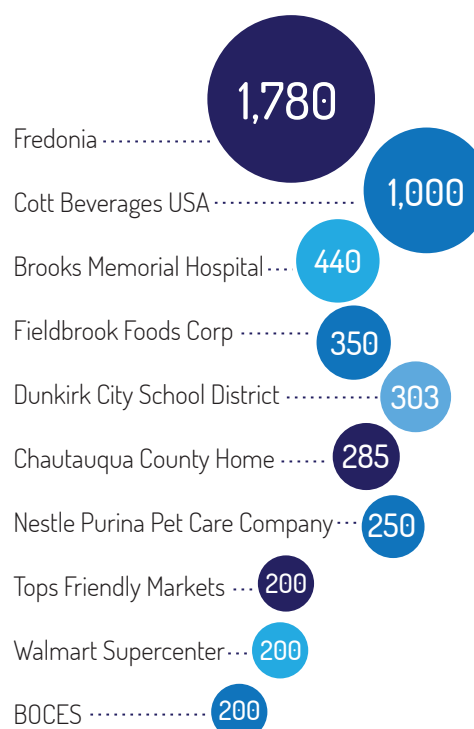 1,780
Fredonia
Cott Beverages USA
1,000
Brooks Memorial Hospital
440
Fieldbrook Foods Corp
350
Dunkirk City School District
303
Chautauqua County Home
285
Nestle Purina Pet Care Company
250
Tops Friendly Markets
200
Walmart Supercenter
200
BOCES
200